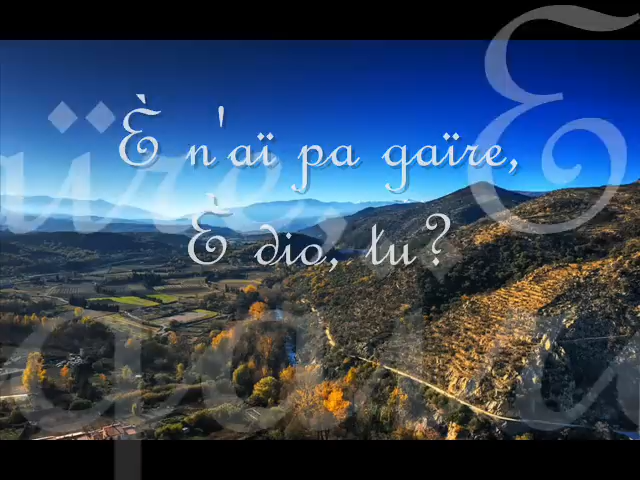 È n'aï pa gaïre,
È dio, tu?